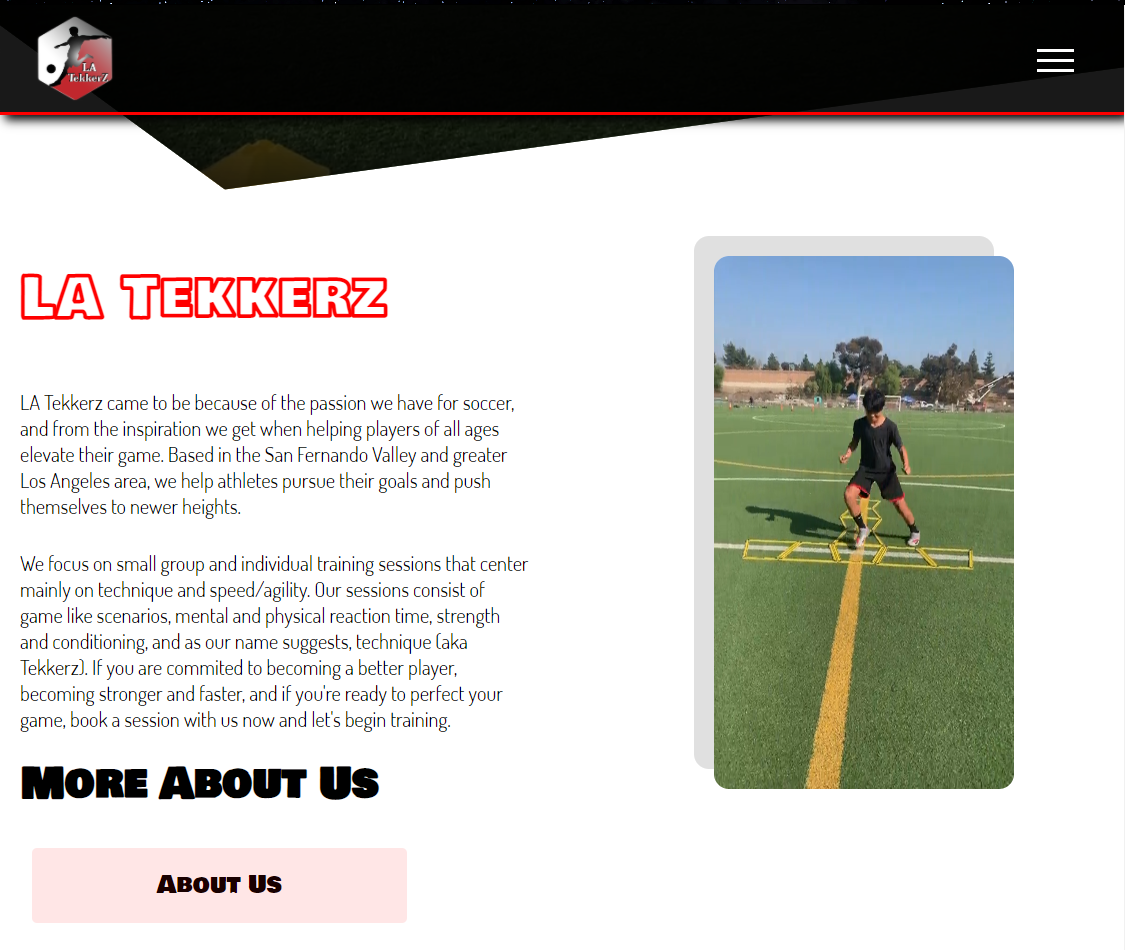 LA
TekkerZ
LA Tekkerz
LA Tekkerz came to be because of the passion we have for soccer,
and from the inspiration we get when helping players of all ages
elevate their game. Based in the San Fernando Valley and greater
Los Angeles area, we help athletes pursue their goals and push
themselves to newer heights.
We focus on small group and individual training sessions that center
mainly on technique and speed/agility. Our sessions consist of
game like scenarios, mental and physical reaction time, strength
and conditioning, and as our name suggests, technique (aka
Tekkerz). If you are commited to becoming a better player,
becoming stronger and faster, and if you're ready to perfect your
game, book a session with us now and let's begin training.
More About Us
About Us